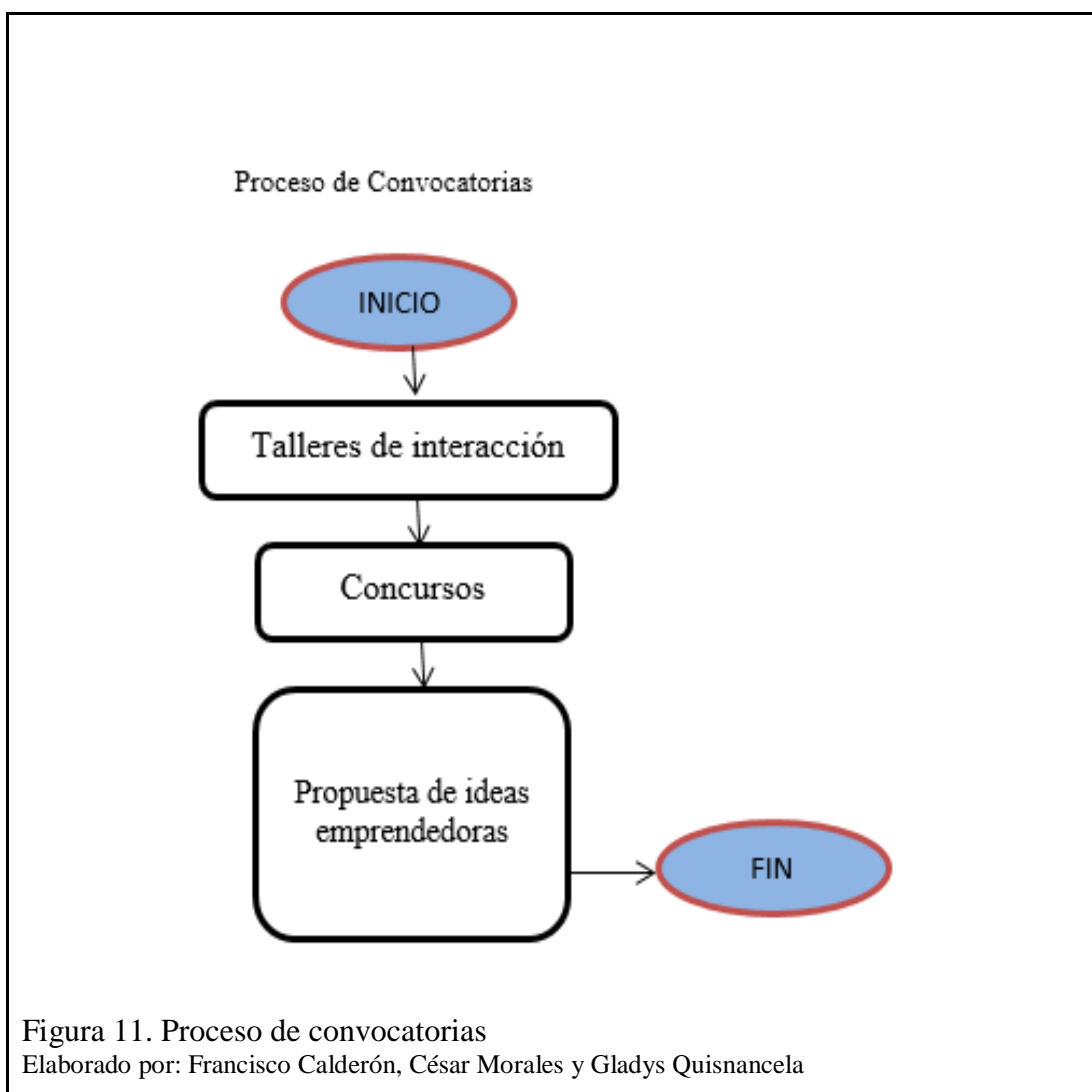 Proceso de Convocatorias
INICIO
Talleres de interacción
Concursos
Propuesta de ideas
emprendedoras
FIN
Figura 11. Proceso de convocatorias
Elaborado por: Francisco Calderón, César Morales y Gladys Quisnancela